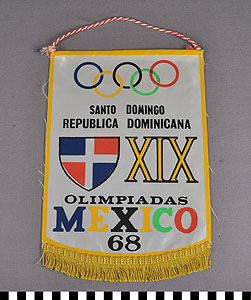 SANTO DOMINGO
REPUBLICA DOMINICANA
XIX
OLIMPIADAS
MEXICO
68